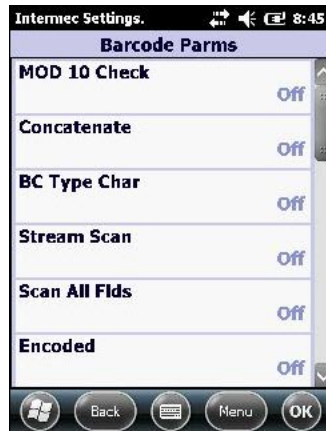 Intermec Settings. 8:45
Barcode Parms
MOD 10 Check
Off
Concatenate
Off
BC Type Char
Off
Stream Scan
Off
Scan All Flds
Off
Encoded
Off
Back Menu OK